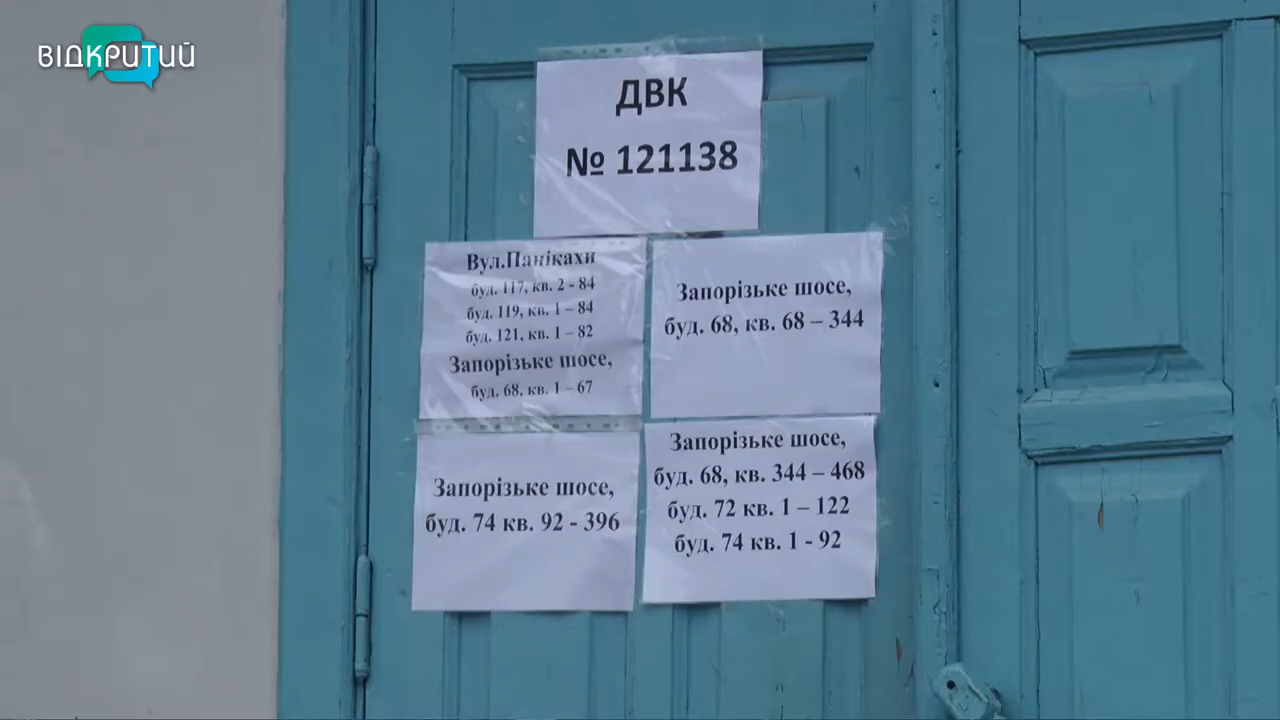 ВІДКРИТИЙ
ДВК
№ 121138
Вул.Панікахи
буд. 117, кв. 2 - 84
буд. 119, кв. 1 – 84
буд. 121, кв. 1 – 82
Запорізьке шосе,
буд. 68, кв. 1 – 67
Запорізьке шосе,
буд. 68, кв. 68 – 344
Запорізьке шосе,
буд. 74 кв. 92 - 396
Запорізьке шосе,
буд. 68, кв. 344 – 468
буд. 72 кв. 1 – 122
буд. 74 кв. 1 - 92